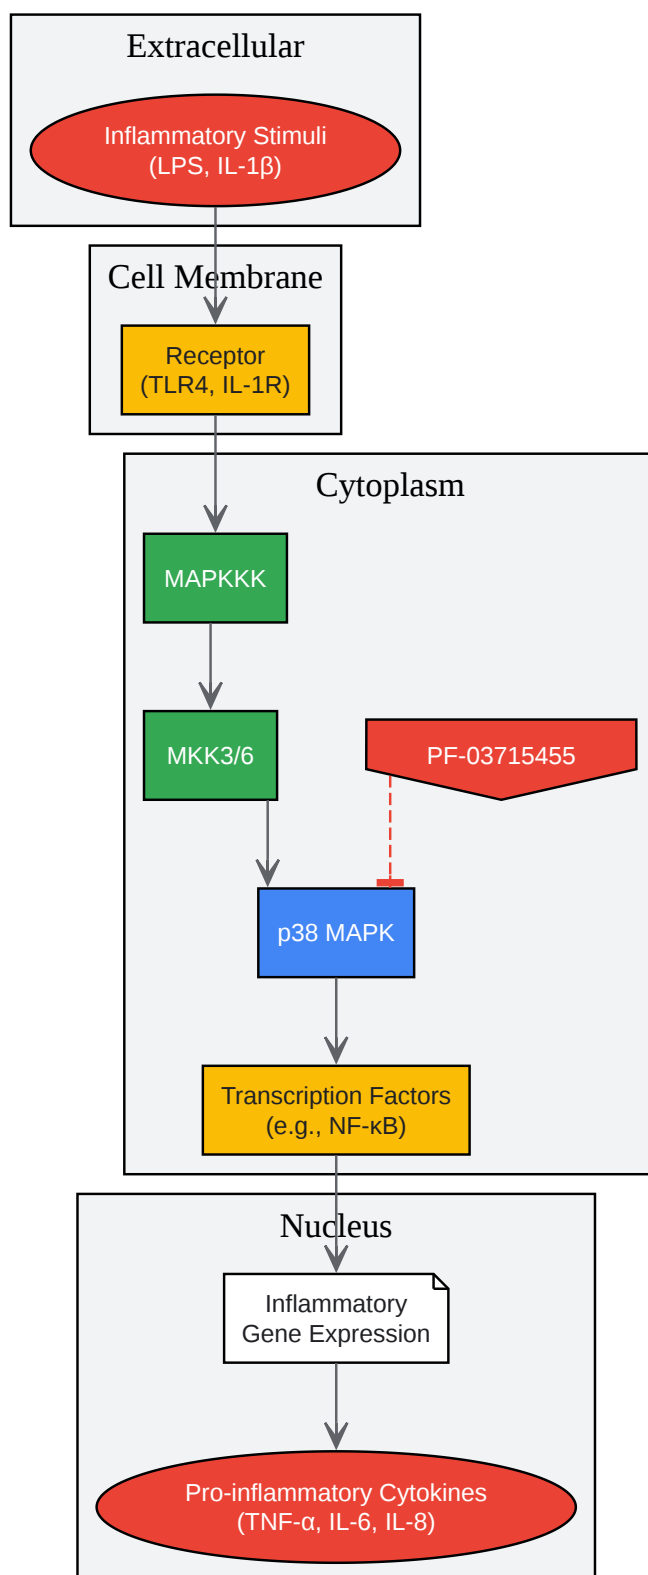 Extracellular
Inflammatory Stimuli
(LPS, IL-1β)
Cell Membrane
Receptor
(TLR4, IL-1R)
Cytoplasm
MAPKKK
MKK3/6
PF-03715455
p38 MAPK
Transcription Factors
(e.g., NF-κB)
Nucleus
Inflammatory
Gene Expression
Pro-inflammatory Cytokines
(TNF-α, IL-6, IL-8)